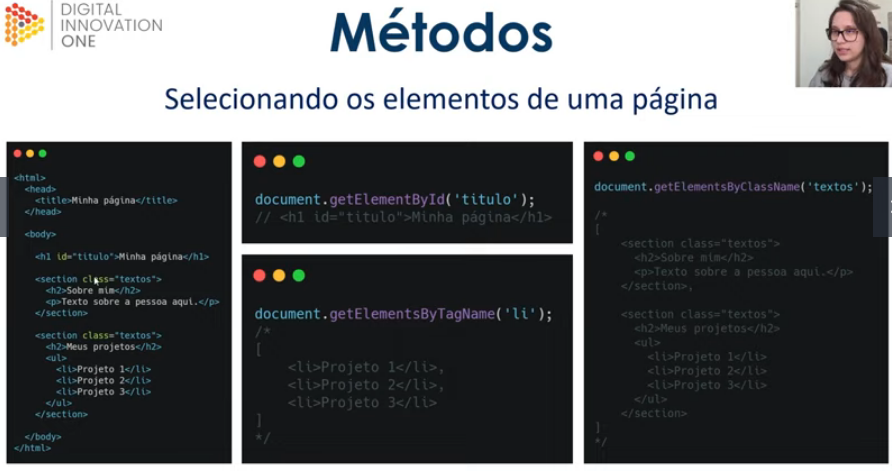 DIGITAL
INNOVATION
ONE
Métodos
Selecionando os elementos de uma página
<html>
<head>
<title>Minha página</title>
</head>
<body>
<h1 id="titulo">Minha página</h1>
<section class="textos">
<h2>Sobre mim</h2>
<p>Texto sobre a pessoa aqui.</p>
</section>
<section class="textos">
<h2>Meus projetos</h2>
<ul>
<li>Projeto 1</li>
<li>Projeto 2</li>
<li>Projeto 3</li>
</ul>
</section>
</body>
</html>
document.getElementById('titulo');
// <h1 id="titulo">Minha página</h1>
document.getElementsByTagName('li');
/*
[
<li>Projeto 1</li>,
<li>Projeto 2</li>,
<li>Projeto 3</li>
]
*/
document.getElementsByClassName('textos');
/*
[
<section class="textos">
<h2>Sobre mim</h2>
<p>Texto sobre a pessoa aqui.</p>
</section>,
<section class="textos">
<h2>Meus projetos</h2>
<ul>
<li>Projeto 1</li>
<li>Projeto 2</li>
<li>Projeto 3</li>
</ul>
</section>
]
*/